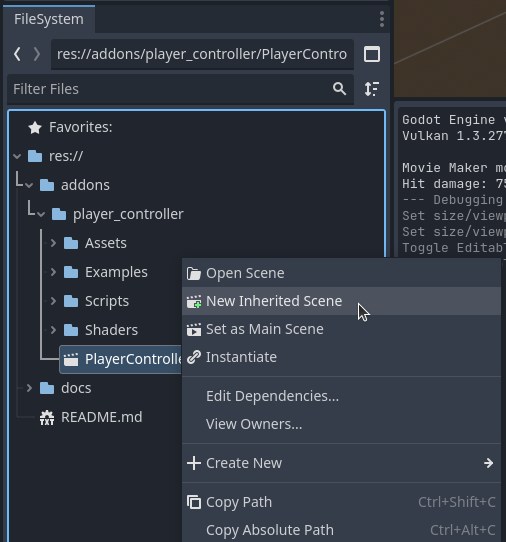 FileSystem
res://addons/player_controller/PlayerContro
Filter Files
Favorites:
res://
addons
player_controller
Assets
Examples
Scripts
Shaders
PlayerControlle
docs
README.md
Open Scene
New Inherited Scene
Set as Main Scene
Instantiate
Edit Dependencies...
View Owners...
Create New
Copy Path Ctrl+Shift+C
Copy Absolute Path Ctrl+Alt+C
Godot Engine v
Vulkan 1.3.27
Movie Maker mo
Hit damage: 75
--- Debugging
Set size/viewp
Set size/viewp
Toggle Editab